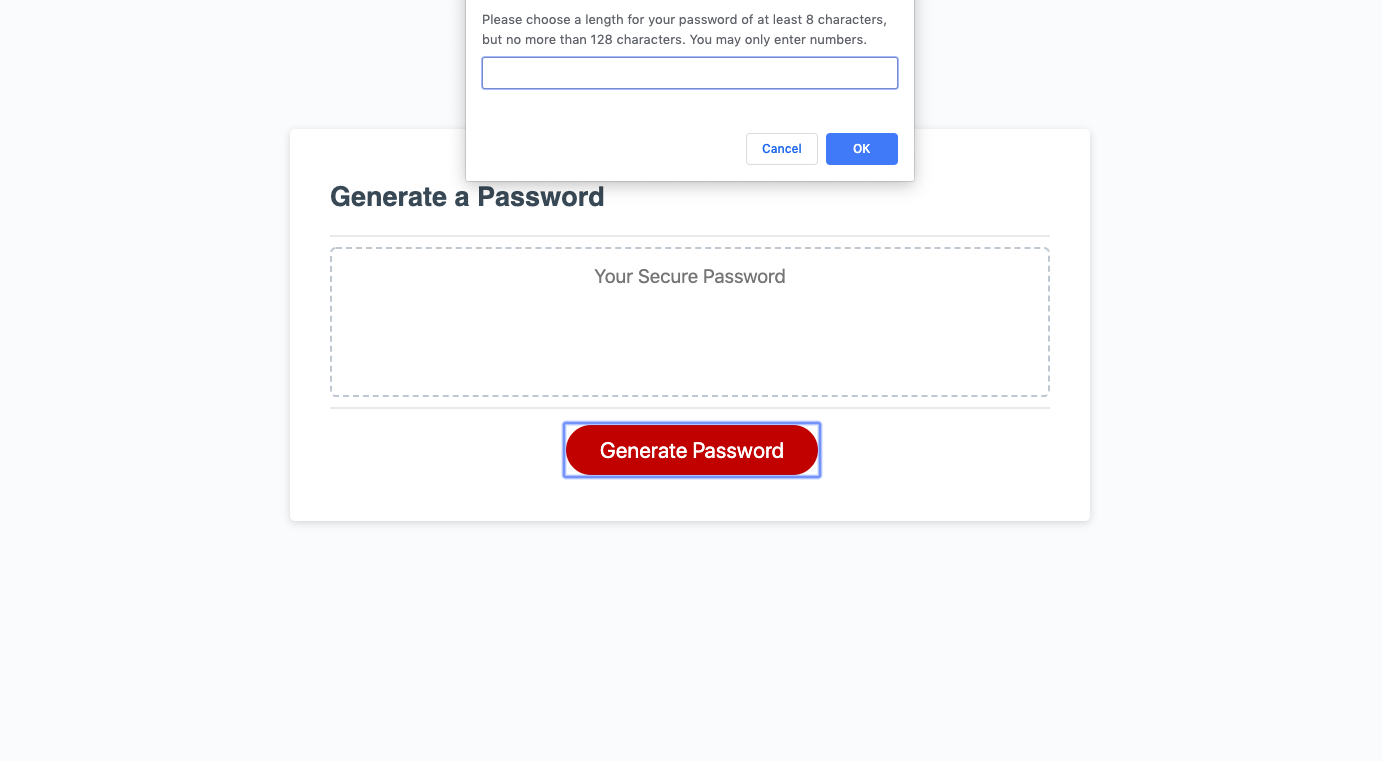 Please choose a length for your password of at least 8 characters,
but no more than 128 characters. You may only enter numbers.
Cancel
OK
Generate a Password
Your Secure Password
Generate Password